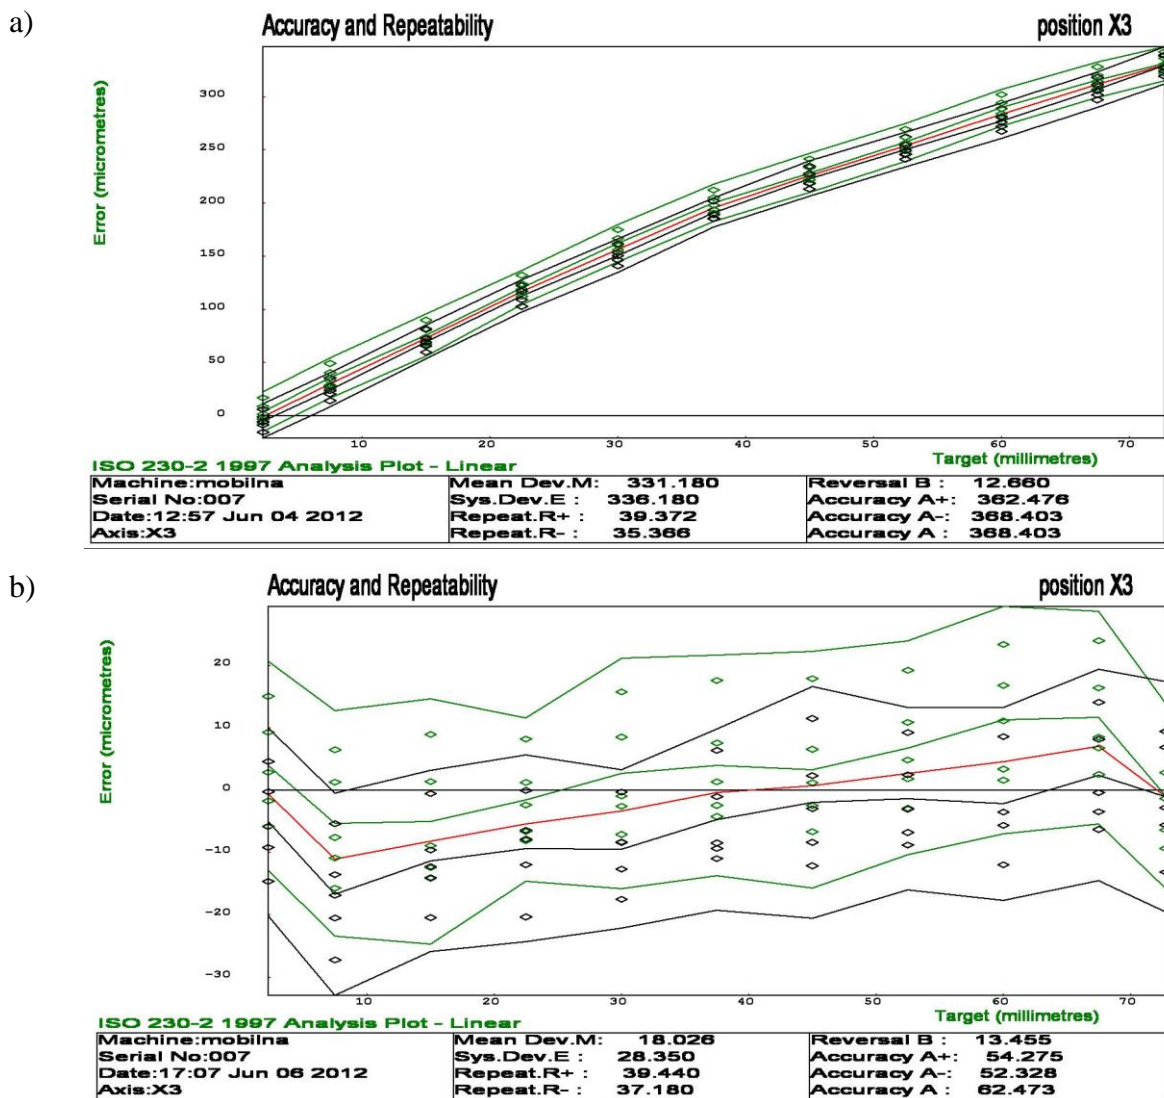 a)
Accuracy and Repeatability position X3
Error (micrometres)
300
250
200
150
100
50
0
10 20 30 40 50 60 70
Target (millimetres)
ISO 230-2 1997 Analysis Plot - Linear
Machine:mobilna Mean Dev.M: 331.180 Reversal B : 12.660
Serial No:007 Sys.Dev.E : 336.180 Accuracy A+: 362.476
Date:12:57 Jun 04 2012 Repeat.R+ : 39.372 Accuracy A-: 368.403
Axis:X3 Repeat.R- : 35.366 Accuracy A : 368.403
b)
Accuracy and Repeatability position X3
Error (micrometres)
20
10
0
-10
-20
-30
10 20 30 40 50 60 70
Target (millimetres)
ISO 230-2 1997 Analysis Plot - Linear
Machine:mobilna Mean Dev.M: 18.026 Reversal B : 13.455
Serial No:007 Sys.Dev.E : 28.350 Accuracy A+: 54.275
Date:17:07 Jun 06 2012 Repeat.R+ : 39.440 Accuracy A-: 52.328
Axis:X3 Repeat.R- : 37.180 Accuracy A : 62.473